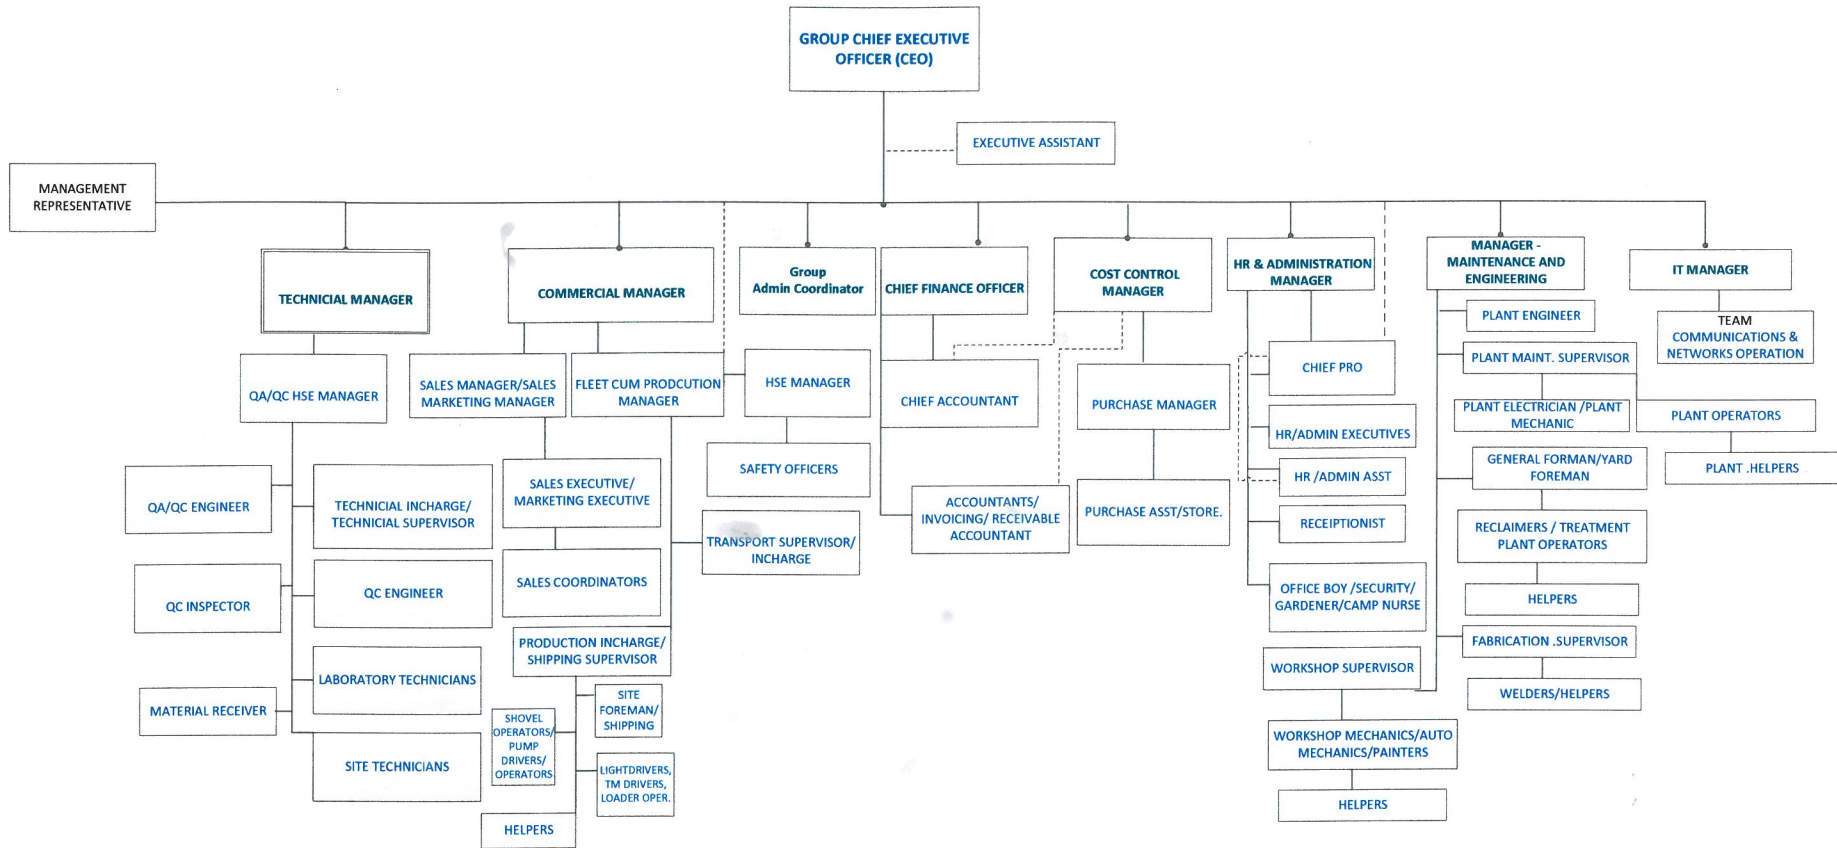 GROUP CHIEF EXECUTIVE
OFFICER (CEO)
EXECUTIVE ASSISTANT
MANAGEMENT
REPRESENTATIVE
TECHNICIAL MANAGER
COMMERCIAL MANAGER
Group
Admin Coordinator
CHIEF FINANCE OFFICER
COST CONTROL
MANAGER
HR & ADMINISTRATION
MANAGER
MANAGER -
MAINTENANCE AND
ENGINEERING
IT MANAGER
QA/QC HSE MANAGER
QA/QC ENGINEER
TECHNICIAL INCHARGE/
TECHNICIAL SUPERVISOR
QC INSPECTOR
QC ENGINEER
LABORATORY TECHNICIANS
MATERIAL RECEIVER
SITE TECHNICIANS
SALES MANAGER/SALES
MARKETING MANAGER
FLEET CUM PRODCUTION
MANAGER
SALES EXECUTIVE/
MARKETING EXECUTIVE
SALES COORDINATORS
PRODUCTION INCHARGE/
SHIPPING SUPERVISOR
SITE
FOREMAN/
SHIPPING
SHOVEL
OPERATORS/
PUMP
DRIVERS/
OPERATORS
LIGHTDRIVERS,
TM DRIVERS,
LOADER OPER.
HELPERS
HSE MANAGER
SAFETY OFFICERS
TRANSPORT SUPERVISOR/
INCHARGE
CHIEF ACCOUNTANT
ACCOUNTANTS/
INVOICING/ RECEIVABLE
ACCOUNTANT
PURCHASE MANAGER
PURCHASE ASST/STORE.
CHIEF PRO
HR/ADMIN EXECUTIVES
HR /ADMIN ASST
RECEIPTIONIST
OFFICE BOY /SECURITY/
GARDENER/CAMP NURSE
WORKSHOP SUPERVISOR
WORKSHOP MECHANICS/AUTO
MECHANICS/PAINTERS
HELPERS
PLANT ENGINEER
PLANT MAINT. SUPERVISOR
PLANT ELECTRICIAN /PLANT
MECHANIC
PLANT OPERATORS
PLANT .HELPERS
GENERAL FORMAN/YARD
FOREMAN
RECLAIMERS / TREATMENT
PLANT OPERATORS
HELPERS
FABRICATION .SUPERVISOR
WELDERS/HELPERS
TEAM
COMMUNICATIONS &
NETWORKS OPERATION